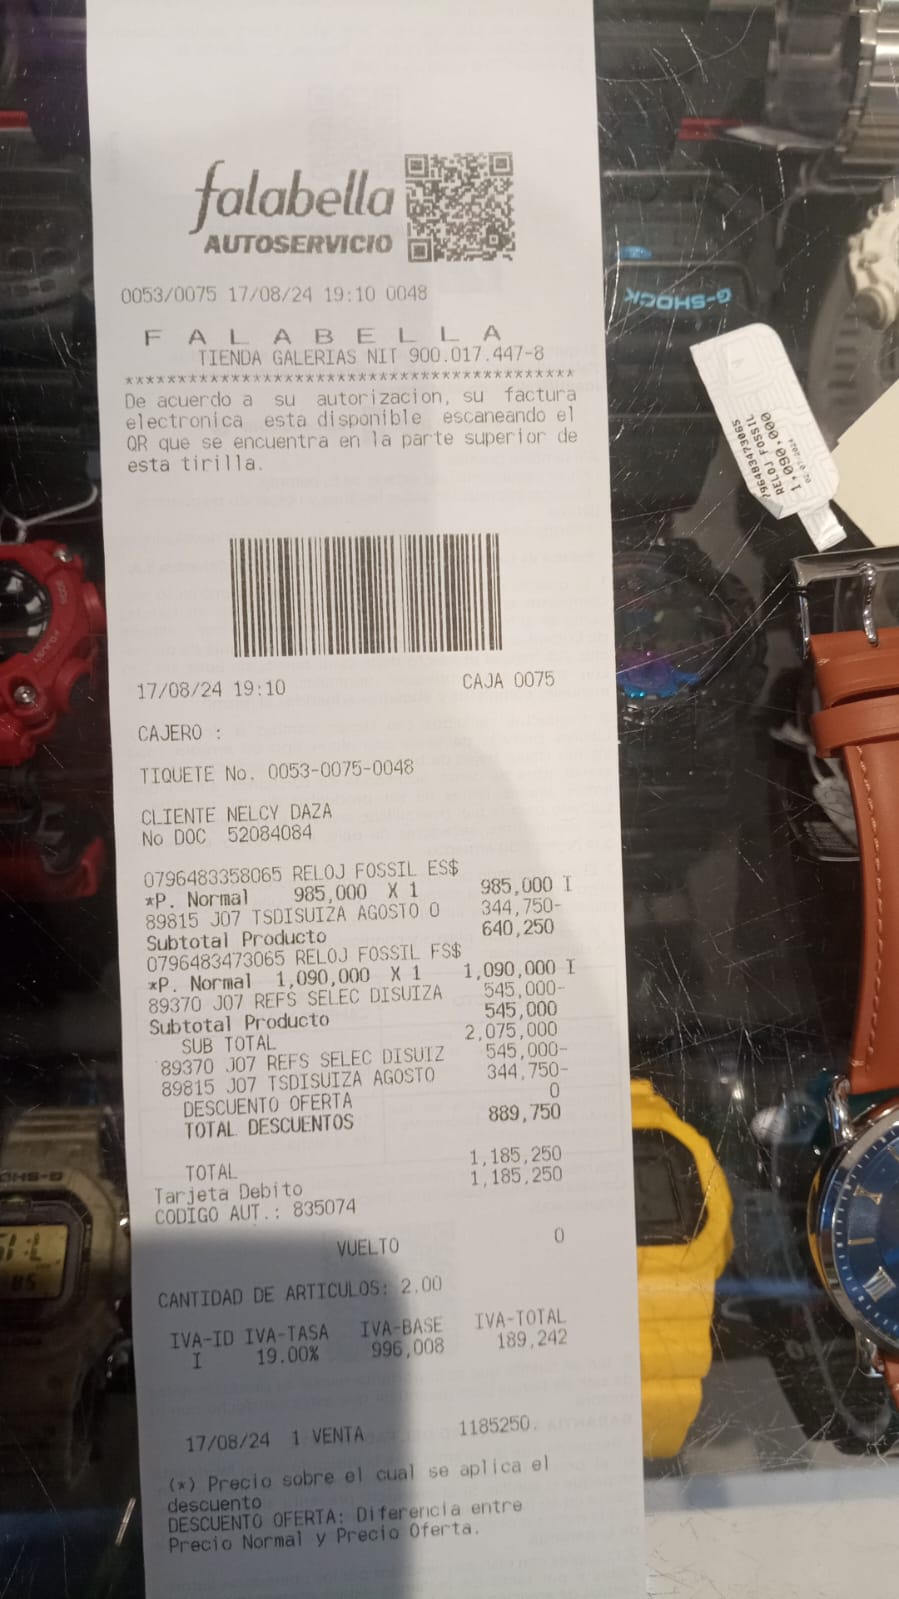 falabella
AUTOSERVICIO
0053/0075 17/08/24 19:10 0048
F A L A B E L L A
TIENDA GALERIAS NIT 900.017.447-8
*******************************************
De acuerdo a su autorizacion, su factura
electronica esta disponible escaneando el
QR que se encuentra en la parte superior de
esta tirilla.
17/08/24 19:10 CAJA 0075
CAJERO :
TIQUETE No. 0053-0075-0048
CLIENTE NELCY DAZA
No DOC 52084084
0796483358065 RELOJ FOSSIL ES$
*P. Normal 985,000 X 1 985,000 I
89815 J07 TSDISUIZA AGOSTO 0 344,750-
Subtotal Producto 640,250
0796483473065 RELOJ FOSSIL FS$
*P. Normal 1,090,000 X 1 1,090,000 I
89370 J07 REFS SELEC DISUIZA 545,000-
Subtotal Producto 545,000
SUB TOTAL 2,075,000
89370 J07 REFS SELEC DISUIZ 545,000-
89815 J07 TSDISUIZA AGOSTO 344,750-
DESCUENTO OFERTA 0
TOTAL DESCUENTOS 889,750
TOTAL 1,185,250
Tarjeta Debito 1,185,250
CODIGO AUT.: 835074
VUELTO 0
CANTIDAD DE ARTICULOS: 2.00
IVA-ID IVA-TASA IVA-BASE IVA-TOTAL
I 19.00% 996,008 189,242
17/08/24 1 VENTA 1185250.
(*) Precio sobre el cual se aplica el
descuento
DESCUENTO OFERTA: Diferencia entre
Precio Normal y Precio Oferta.
G-SHOCK
796483473065
RELOJ FOSSIL
1,090,000